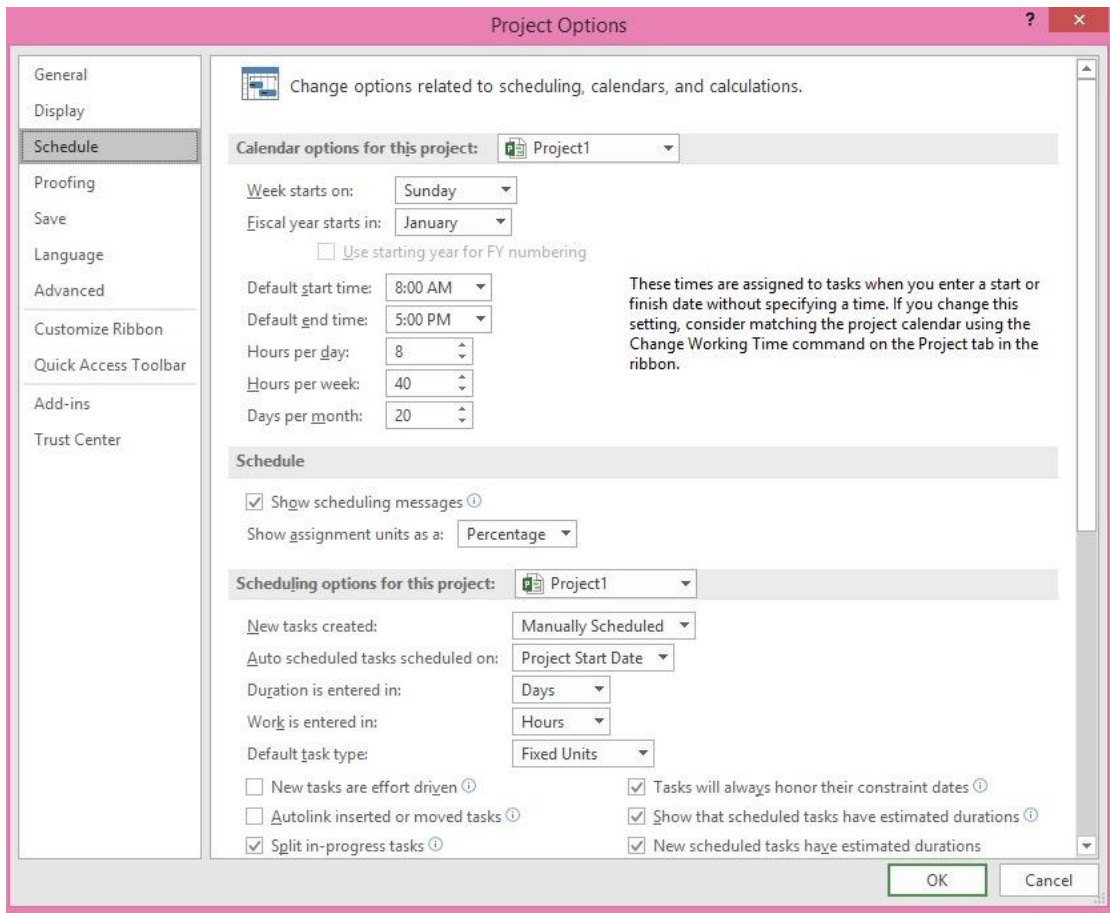 Project Options
?
General
Display
Schedule
Proofing
Save
Language
Advanced
Customize Ribbon
Quick Access Toolbar
Add-ins
Trust Center
Change options related to scheduling, calendars, and calculations.
Calendar options for this project: Project1
Week starts on: Sunday
Fiscal year starts in: January
Use starting year for FY numbering
Default start time: 8:00 AM
Default end time: 5:00 PM
Hours per day: 8
Hours per week: 40
Days per month: 20
These times are assigned to tasks when you enter a start or
finish date without specifying a time. If you change this
setting, consider matching the project calendar using the
Change Working Time command on the Project tab in the
ribbon.
Schedule
Show scheduling messages
Show assignment units as a: Percentage
Scheduling options for this project: Project1
New tasks created: Manually Scheduled
Auto scheduled tasks scheduled on: Project Start Date
Duration is entered in: Days
Work is entered in: Hours
Default task type: Fixed Units
New tasks are effort driven
Tasks will always honor their constraint dates
Autolink inserted or moved tasks
Show that scheduled tasks have estimated durations
Split in-progress tasks
New scheduled tasks have estimated durations
OK
Cancel